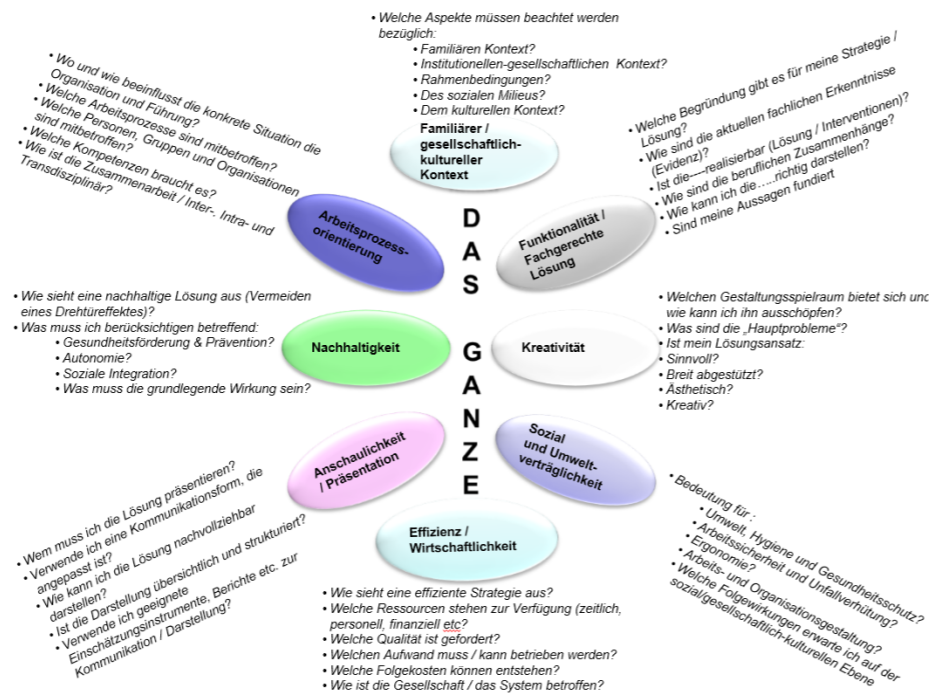 • Welche Aspekte müssen beachtet werden
bezüglich:
• Familiären Kontext?
• Institutionellen-gesellschaftlichen Kontext?
• Rahmenbedingungen?
• Des sozialen Milieus?
• Dem kulturellen Kontext?
Familiärer /
gesellschaftlich-
kultureller
Kontext
• Wo und wie beeinflusst die konkrete Situation die
Organisation und Führung?
• Welche Arbeitsprozesse sind mitbetroffen?
• Welche Personen, Gruppen und Organisationen
sind mitbetroffen?
• Welche Kompetenzen braucht es?
• Wie ist die Zusammenarbeit / Inter-, Intra- und
Transdisziplinär?
Arbeitsprozess-
orientierung
• Welche Begründung gibt es für meine Strategie /
Lösung?
• Wie sind die aktuellen fachlichen Erkenntnisse
(Evidenz)?
• Ist die----realisierbar (Lösung / Interventionen)?
• Wie sind die beruflichen Zusammenhänge?
• Wie kann ich die…..richtig darstellen?
• Sind meine Aussagen fundiert
Funktionalität /
Fachgerechte
Lösung
DAS GANZE
• Wie sieht eine nachhaltige Lösung aus (Vermeiden
eines Drehtüreffektes)?
• Was muss ich berücksichtigen betreffend:
• Gesundheitsförderung & Prävention?
• Autonomie?
• Soziale Integration?
• Was muss die grundlegende Wirkung sein?
Nachhaltigkeit
Kreativität
• Welchen Gestaltungsspielraum bietet sich und
wie kann ich ihn ausschöpfen?
• Was sind die „Hauptprobleme“?
• Ist mein Lösungsansatz:
• Sinnvoll?
• Breit abgestützt?
• Ästhetisch?
• Kreativ?
Anschaulichkeit
/ Präsentation
• Wem muss ich die Lösung präsentieren?
• Verwende ich eine Kommunikationsform, die
angepasst ist?
• Wie kann ich die Lösung nachvollziehbar
darstellen?
• Ist die Darstellung übersichtlich und strukturiert?
• Verwende ich geeignete
Einschätzungsinstrumente, Berichte etc. zur
Kommunikation / Darstellung?
Sozial
und Umwelt-
verträglichkeit
• Bedeutung für :
• Umwelt, Hygiene und Gesundheitsschutz?
• Arbeitssicherheit und Unfallverhütung?
• Ergonomie?
• Arbeits- und Organisationsgestaltung?
• Welche Folgewirkungen erwarte ich auf der
sozial/gesellschaftlich-kulturellen Ebene
Effizienz /
Wirtschaftlichkeit
• Wie sieht eine effiziente Strategie aus?
• Welche Ressourcen stehen zur Verfügung (zeitlich,
personell, finanziell etc?
• Welche Qualität ist gefordert?
• Welchen Aufwand muss / kann betrieben werden?
• Welche Folgekosten können entstehen?
• Wie ist die Gesellschaft / das System betroffen?